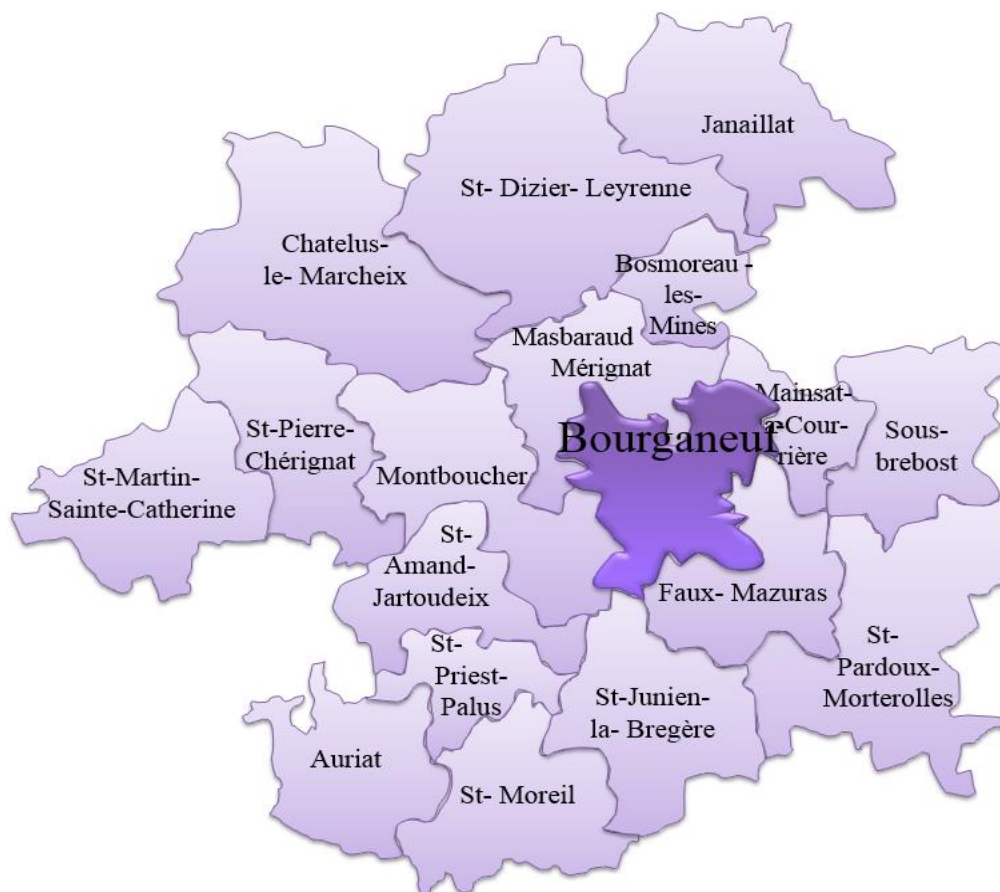 Janaillat
St- Dizier- Leyrenne
Chatelus-
le- Marcheix
Bosmoreau -
les-
Mines
Masbaraud
Mérignat
Mainsat-
a-Cour-
rière
Bourganeuf
Sous-
brebost
St-Pierre-
Chérignat
Montboucher
St-Martin-
Sainte-Catherine
St-
Amand-
Jartoudeix
Faux- Mazuras
St-
Pardoux-
Morterolles
St-
Priest-
Palus
St-Junien-
la- Bregère
Auriat
St- Moreil